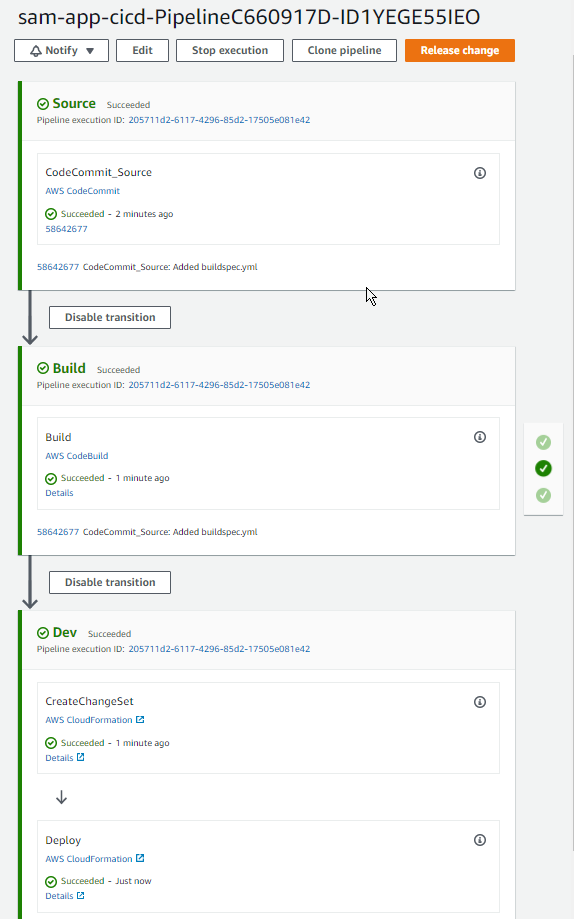 sam-app-cicd-PipelineC660917D-ID1YEGE55IEO
Notify Edit Stop execution Clone pipeline Release change
Source Succeeded
Pipeline execution ID: 205711d2-6117-4296-85d2-17505e081e42
CodeCommit_Source
AWS CodeCommit
Succeeded - 2 minutes ago
58642677
58642677 CodeCommit_Source: Added buildspec.yml
Disable transition
Build Succeeded
Pipeline execution ID: 205711d2-6117-4296-85d2-17505e081e42
Build
AWS CodeBuild
Succeeded - 1 minute ago
Details
58642677 CodeCommit_Source: Added buildspec.yml
Disable transition
Dev Succeeded
Pipeline execution ID: 205711d2-6117-4296-85d2-17505e081e42
CreateChangeSet
AWS CloudFormation
Succeeded - 1 minute ago
Details
Deploy
AWS CloudFormation
Succeeded - Just now
Details